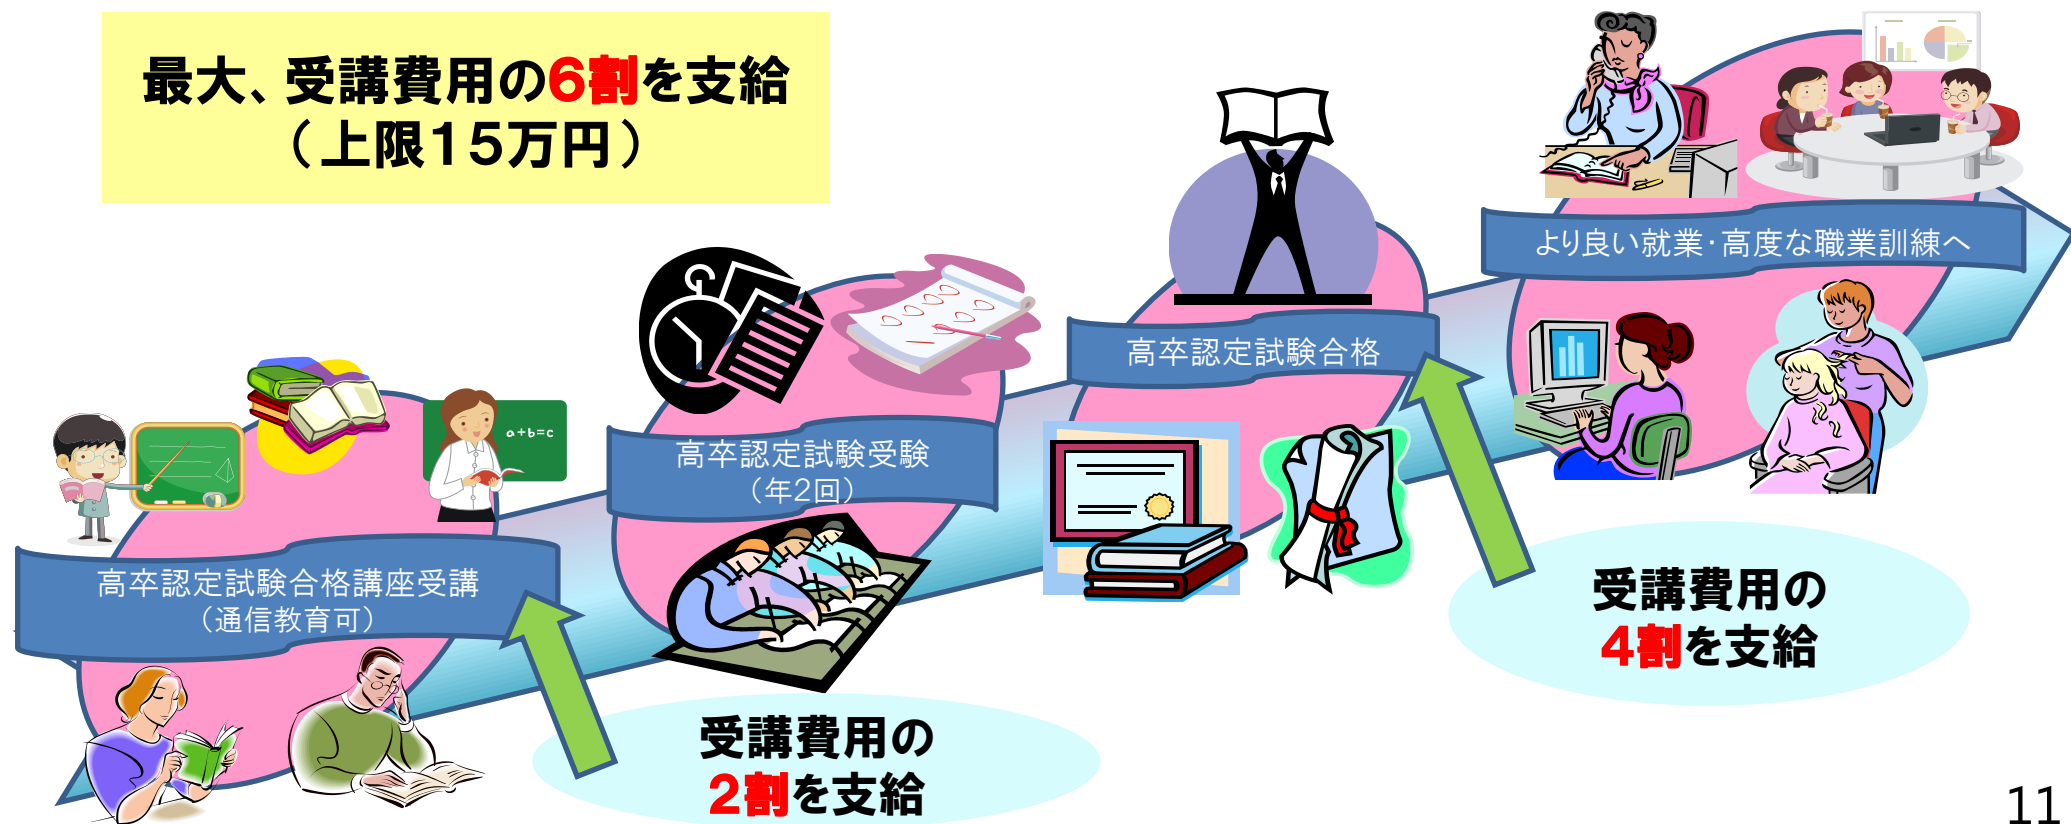 最大、受講費用の6割を支給
（上限15万円）
より良い就業・高度な職業訓練へ
高卒認定試験合格
高卒認定試験受験
（年2回）
a+b=c
高卒認定試験合格講座受講
（通信教育可）
受講費用の
4割を支給
受講費用の
2割を支給
11